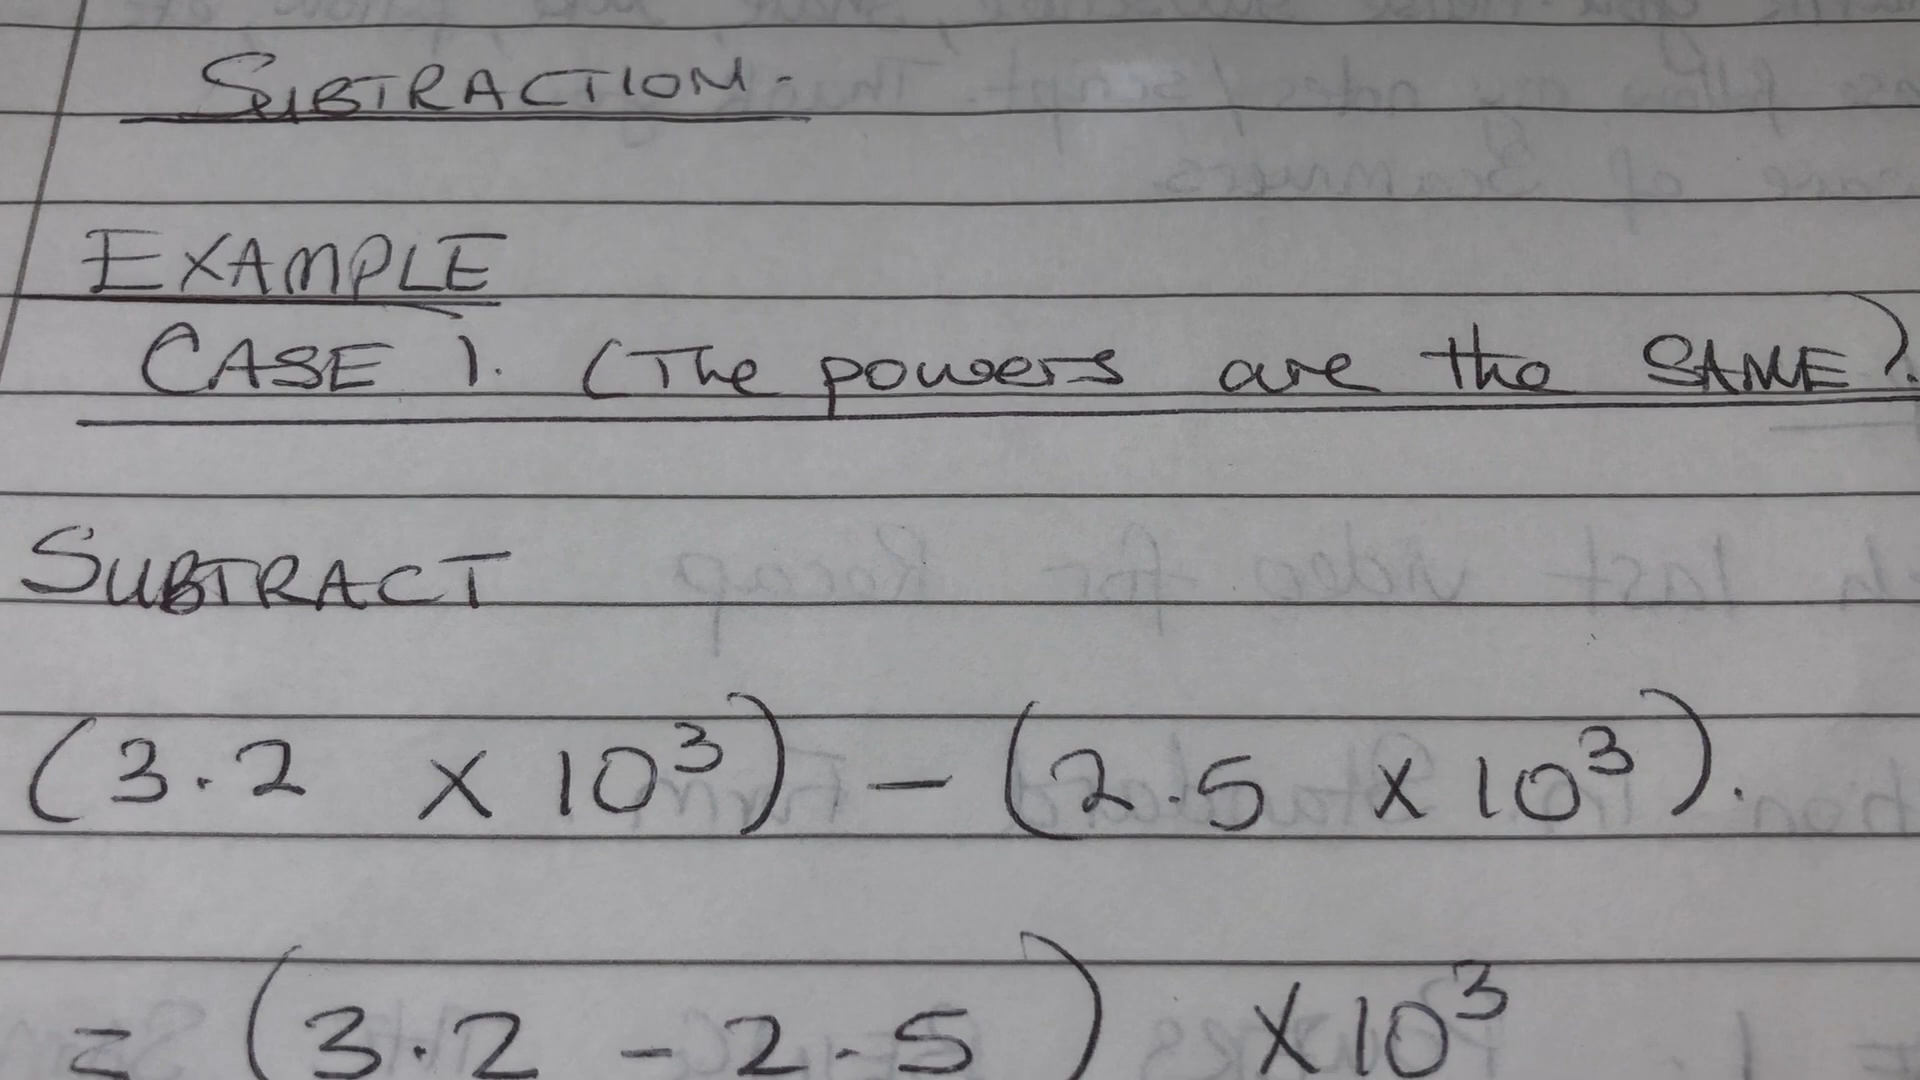 SUBTRACTION.
EXAMPLE
CASE 1. (The powers are the SAME).
SUBTRACT
(3.2 × 10³) – (2.5 × 10³).
= (3.2 – 2.5) ×10³